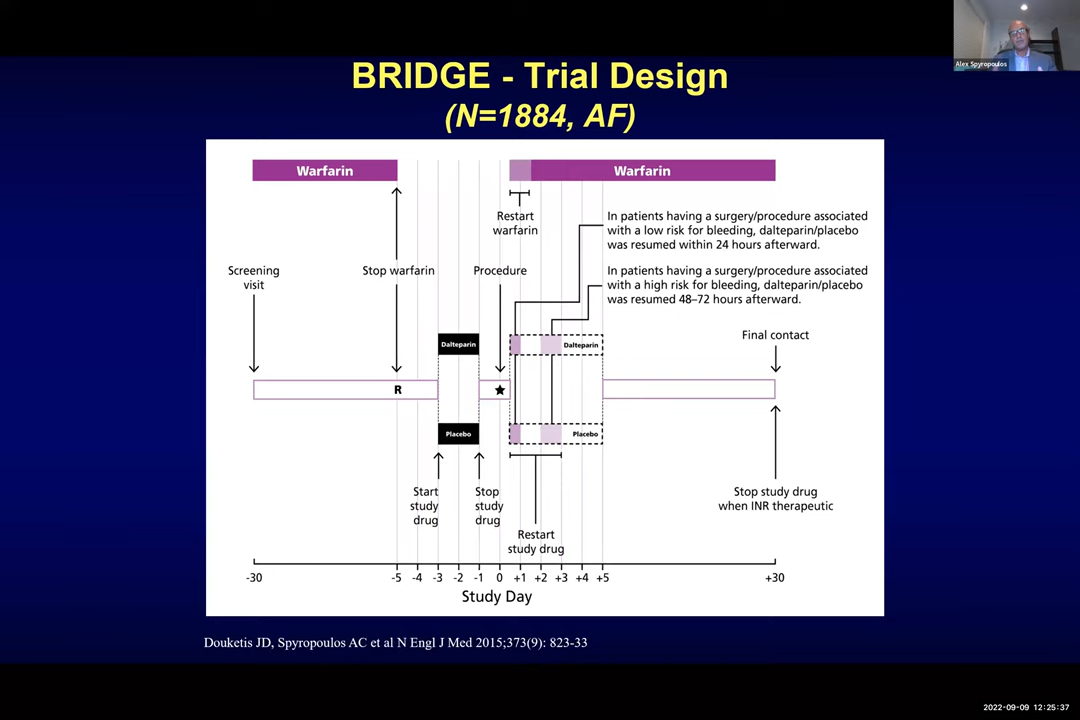 Alex Spyropoulos
BRIDGE - Trial Design
(N=1884, AF)
Warfarin
Warfarin
Restart
warfarin
In patients having a surgery/procedure associated
with a low risk for bleeding, dalteparin/placebo
was resumed within 24 hours afterward.
Screening
visit
Stop warfarin
Procedure
In patients having a surgery/procedure associated
with a high risk for bleeding, dalteparin/placebo
was resumed 48–72 hours afterward.
Final contact
Dalteparin
Dalteparin
R
Placebo
Placebo
Start
study
drug
Stop
study
drug
Restart
study drug
Stop study drug
when INR therapeutic
-30 -5 -4 -3 -2 -1 0 +1 +2 +3 +4 +5 +30
Study Day
Douketis JD, Spyropoulos AC et al N Engl J Med 2015;373(9): 823-33
2022-09-09 12:25:37